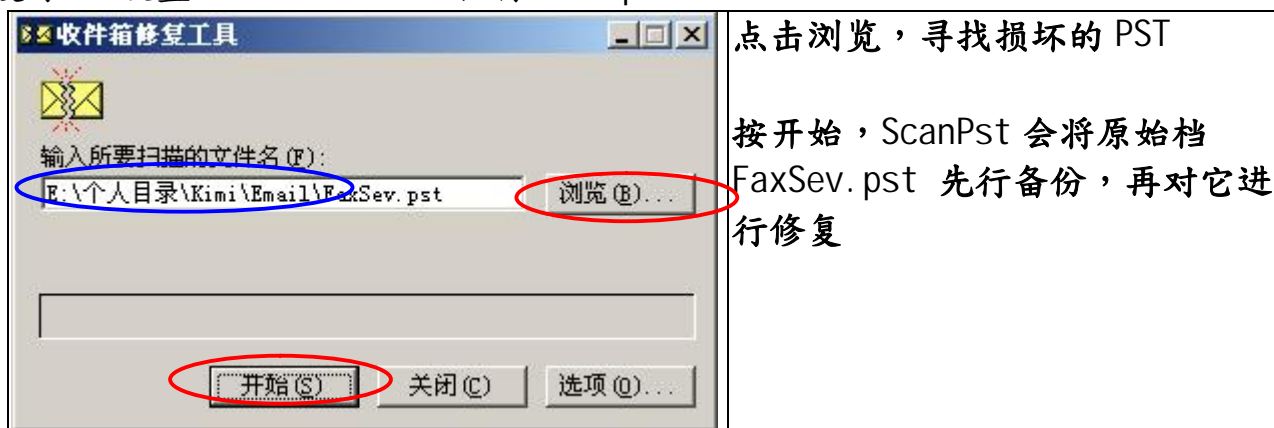 收件箱修复工具
输入所要扫描的文件名(F):
E:\个人目录\Kimi\Email\FaxSev.pst
浏览(B)...
开始(S)
关闭(C)
选项(O)...
点击浏览，寻找损坏的 PST
按开始，ScanPst 会将原始档
FaxSev.pst 先行备份，再对它进
行修复